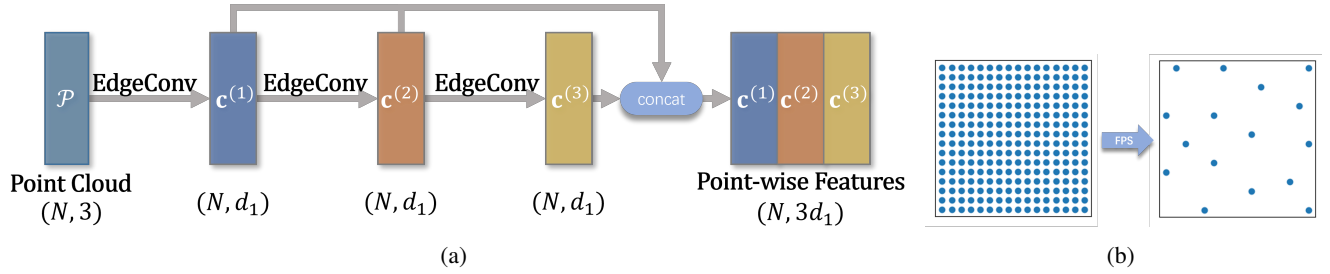 EdgeConv EdgeConv EdgeConv
𝒫 𝐜⁽¹⁾ 𝐜⁽²⁾ 𝐜⁽³⁾ concat 𝐜⁽¹⁾ 𝐜⁽²⁾ 𝐜⁽³⁾
FPS
Point Cloud Point-wise Features
(N, 3) (N, d₁) (N, d₁) (N, d₁) (N, 3d₁)
(a) (b)